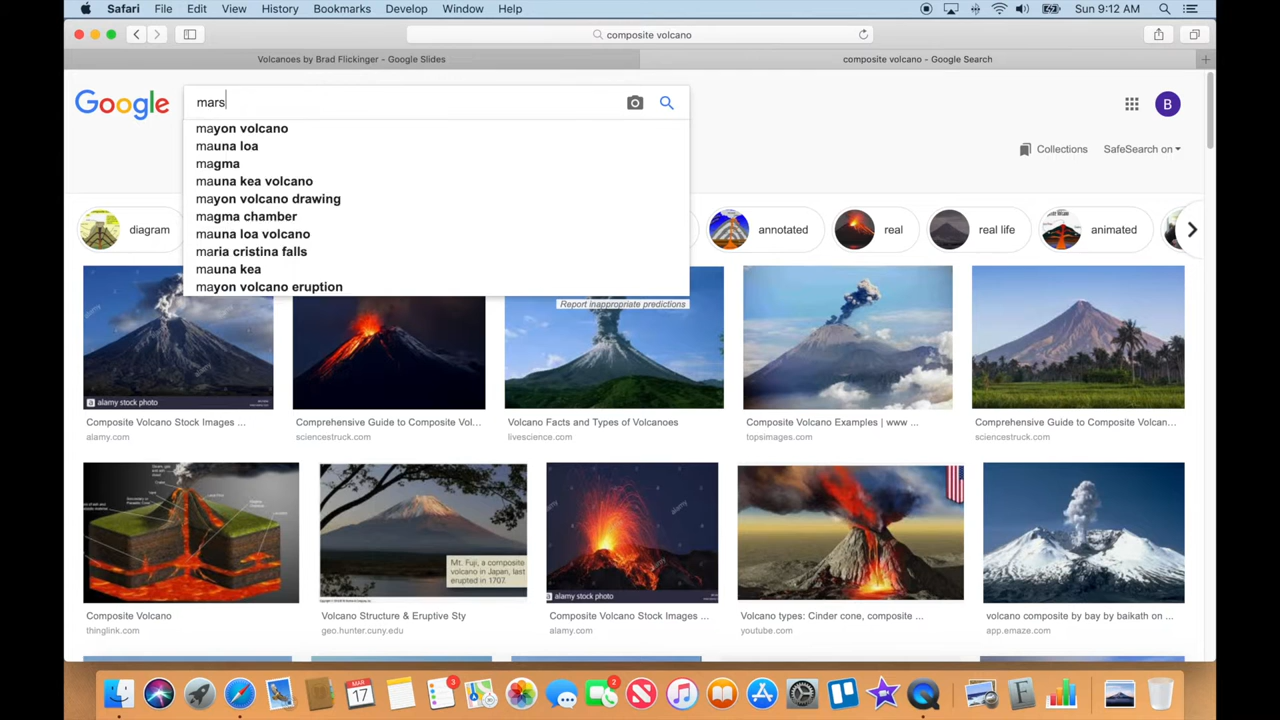 Safari File Edit View History Bookmarks Develop Window Help Sun 9:12 AM
composite volcano
Volcanoes by Brad Flickinger - Google Slides composite volcano - Google Search
Google mars B
mayon volcano
mauna loa
magma
mauna kea volcano
mayon volcano drawing
magma chamber
mauna loa volcano
maria cristina falls
mauna kea
mayon volcano eruption
Report inappropriate predictions
Collections SafeSearch on
diagram annotated real real life animated
alamy stock photo
Composite Volcano Stock Images ... Comprehensive Guide to Composite Vol... Volcano Facts and Types of Volcanoes Composite Volcano Examples | www ... Comprehensive Guide to Composite Volcan...
alamy.com sciencestruck.com livescience.com topsimages.com sciencestruck.com
Mt. Fuji, a composite
volcano in Japan, last
erupted in 1707.
alamy stock photo
Composite Volcano Volcano Structure & Eruptive Sty Composite Volcano Stock Images ... Volcano types: Cinder cone, composite ... volcano composite by bay by baikath on ...
thinglink.com geo.hunter.cuny.edu alamy.com youtube.com app.emaze.com
3 2
MAR
17